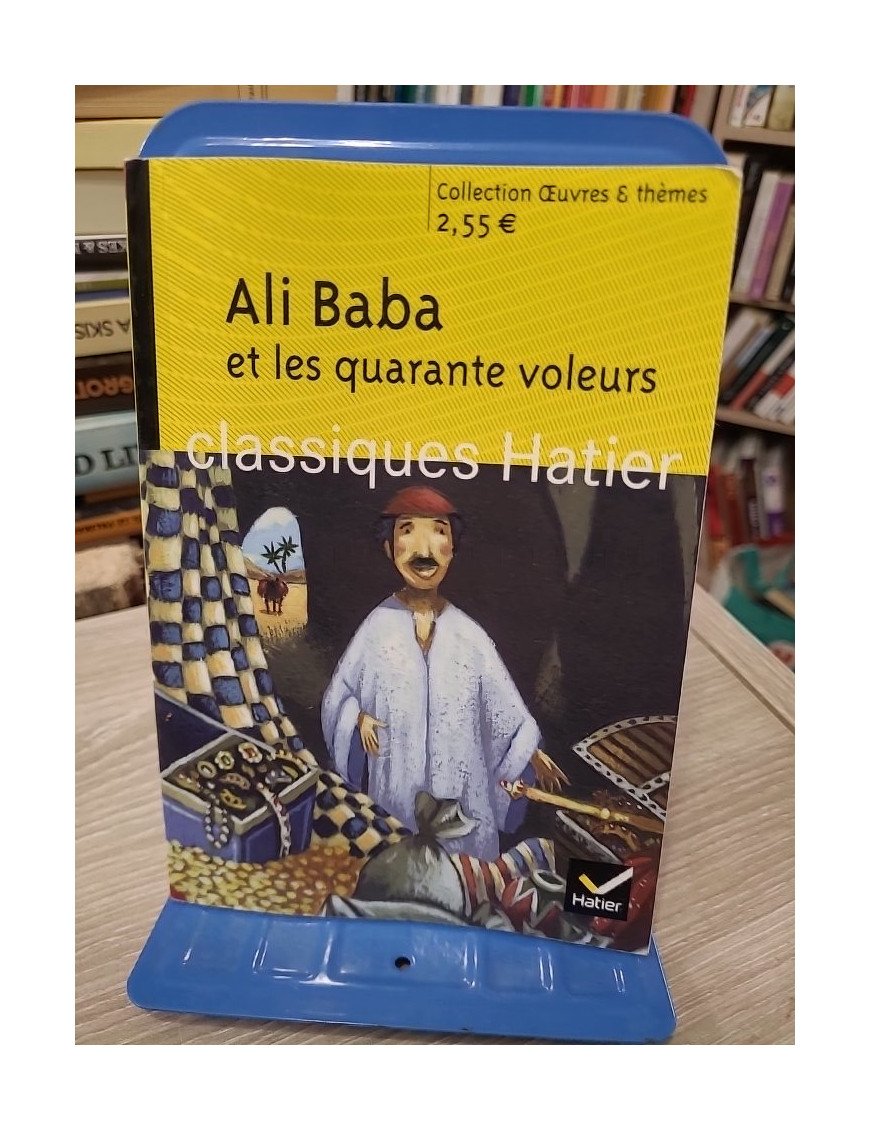 Collection Œuvres & thèmes
2,55 €
Ali Baba
et les quarante voleurs
classiques Hatier
Hatier